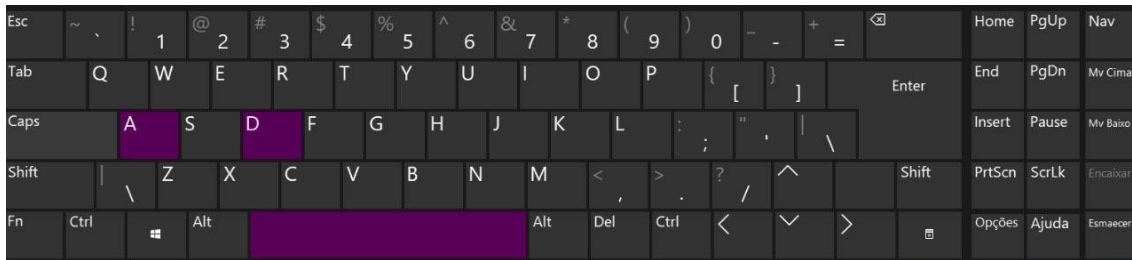 Esc ~ ` ! 1 @ 2 # 3 $ 4 % 5 ^ 6 & 7 * 8 ( 9 ) 0 _ - + = Home PgUp Nav
Tab Q W E R T Y U I O P { [ } ] Enter End PgDn Mv Cima
Caps A S D F G H J K L : ; " ' | \ Insert Pause Mv Baixo
Shift | \ Z X C V B N M < , > . ? / Shift PrtScn ScrLk Encaixar
Fn Ctrl Alt Alt Del Ctrl Opções Ajuda Esmaecer